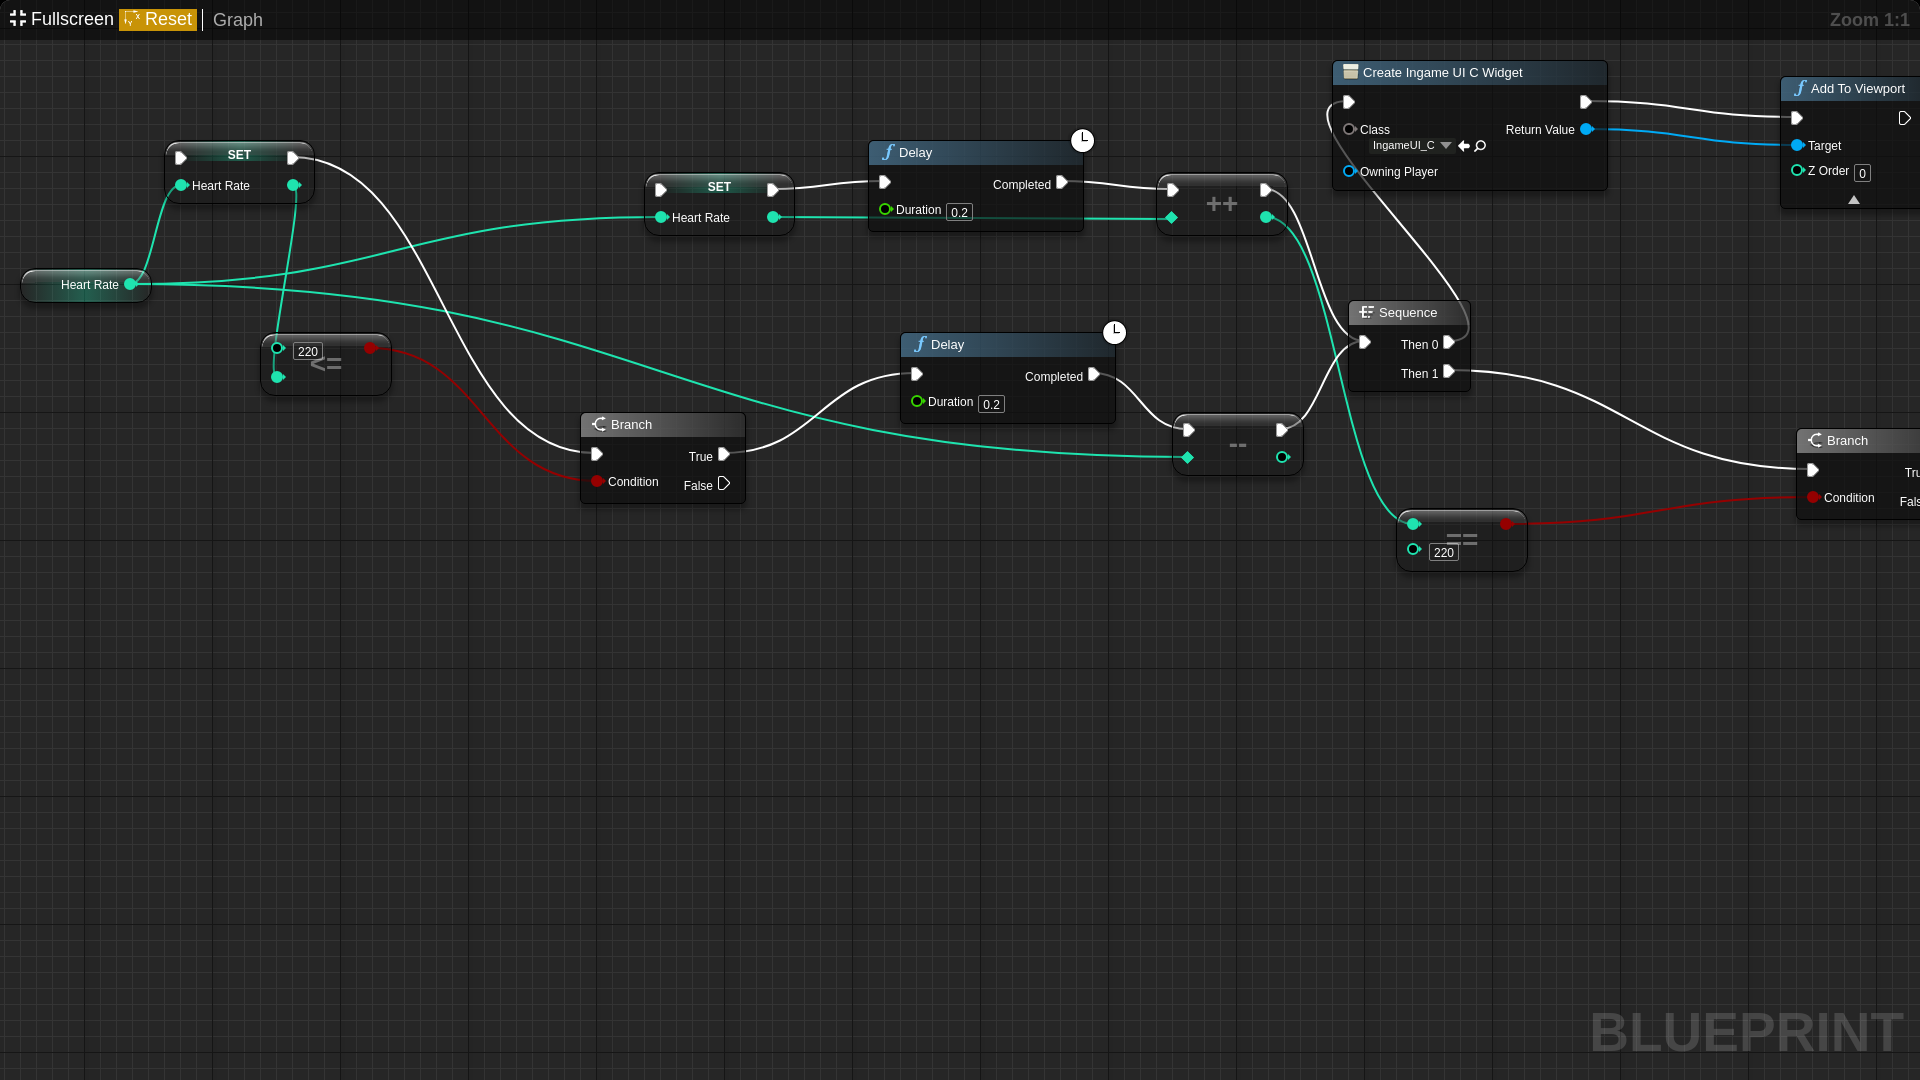 Fullscreen Reset Graph
Zoom 1:1
Create Ingame UI C Widget
Class
Return Value
IngameUI_C
Owning Player
Add To Viewport
Target
Z Order 0
SET
Heart Rate
SET
Heart Rate
Delay
Completed
Duration 0.2
++
Heart Rate
220
<=
Delay
Completed
Duration 0.2
Sequence
Then 0
Then 1
Branch
True
Condition
False
--
Branch
Tru
Condition
Fals
==
220
BLUEPRINT